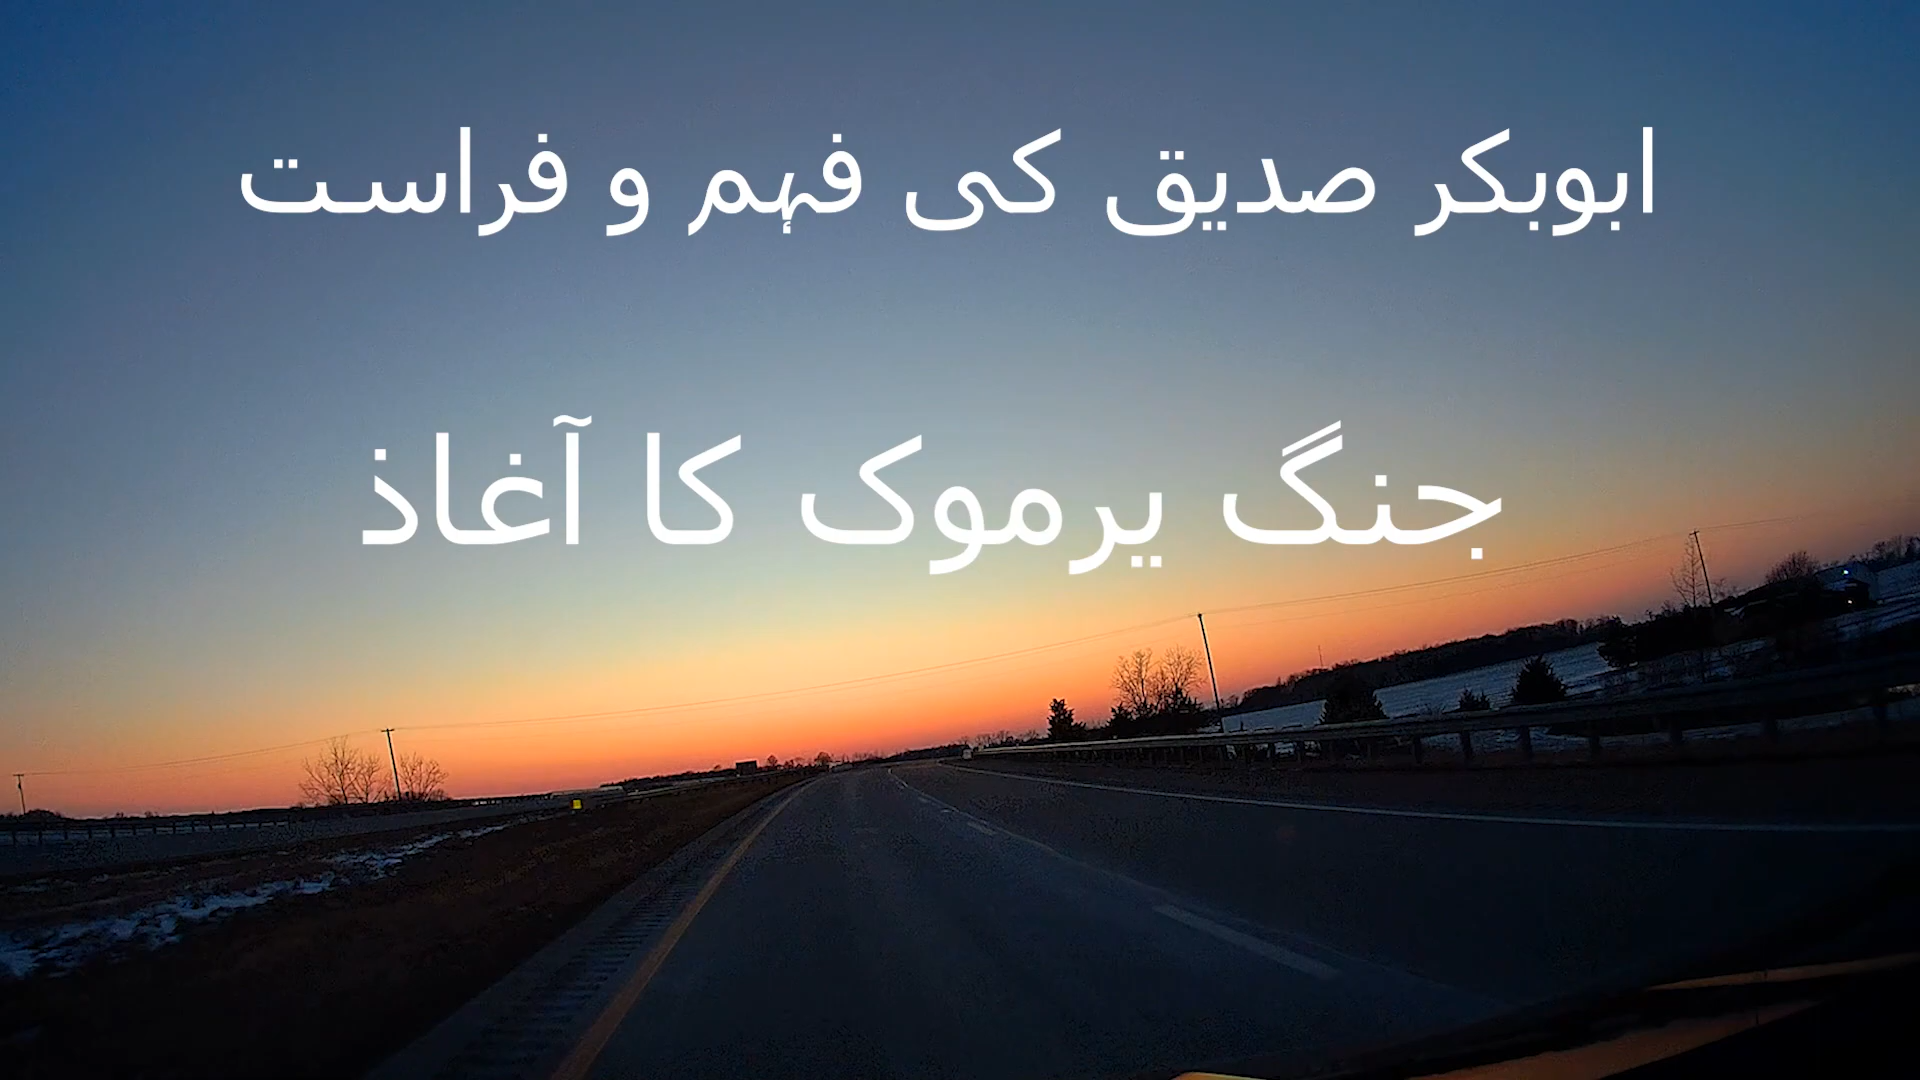 ابوبکر صدیق کی فہم و فراست
جنگ یرموک کا آغاذ